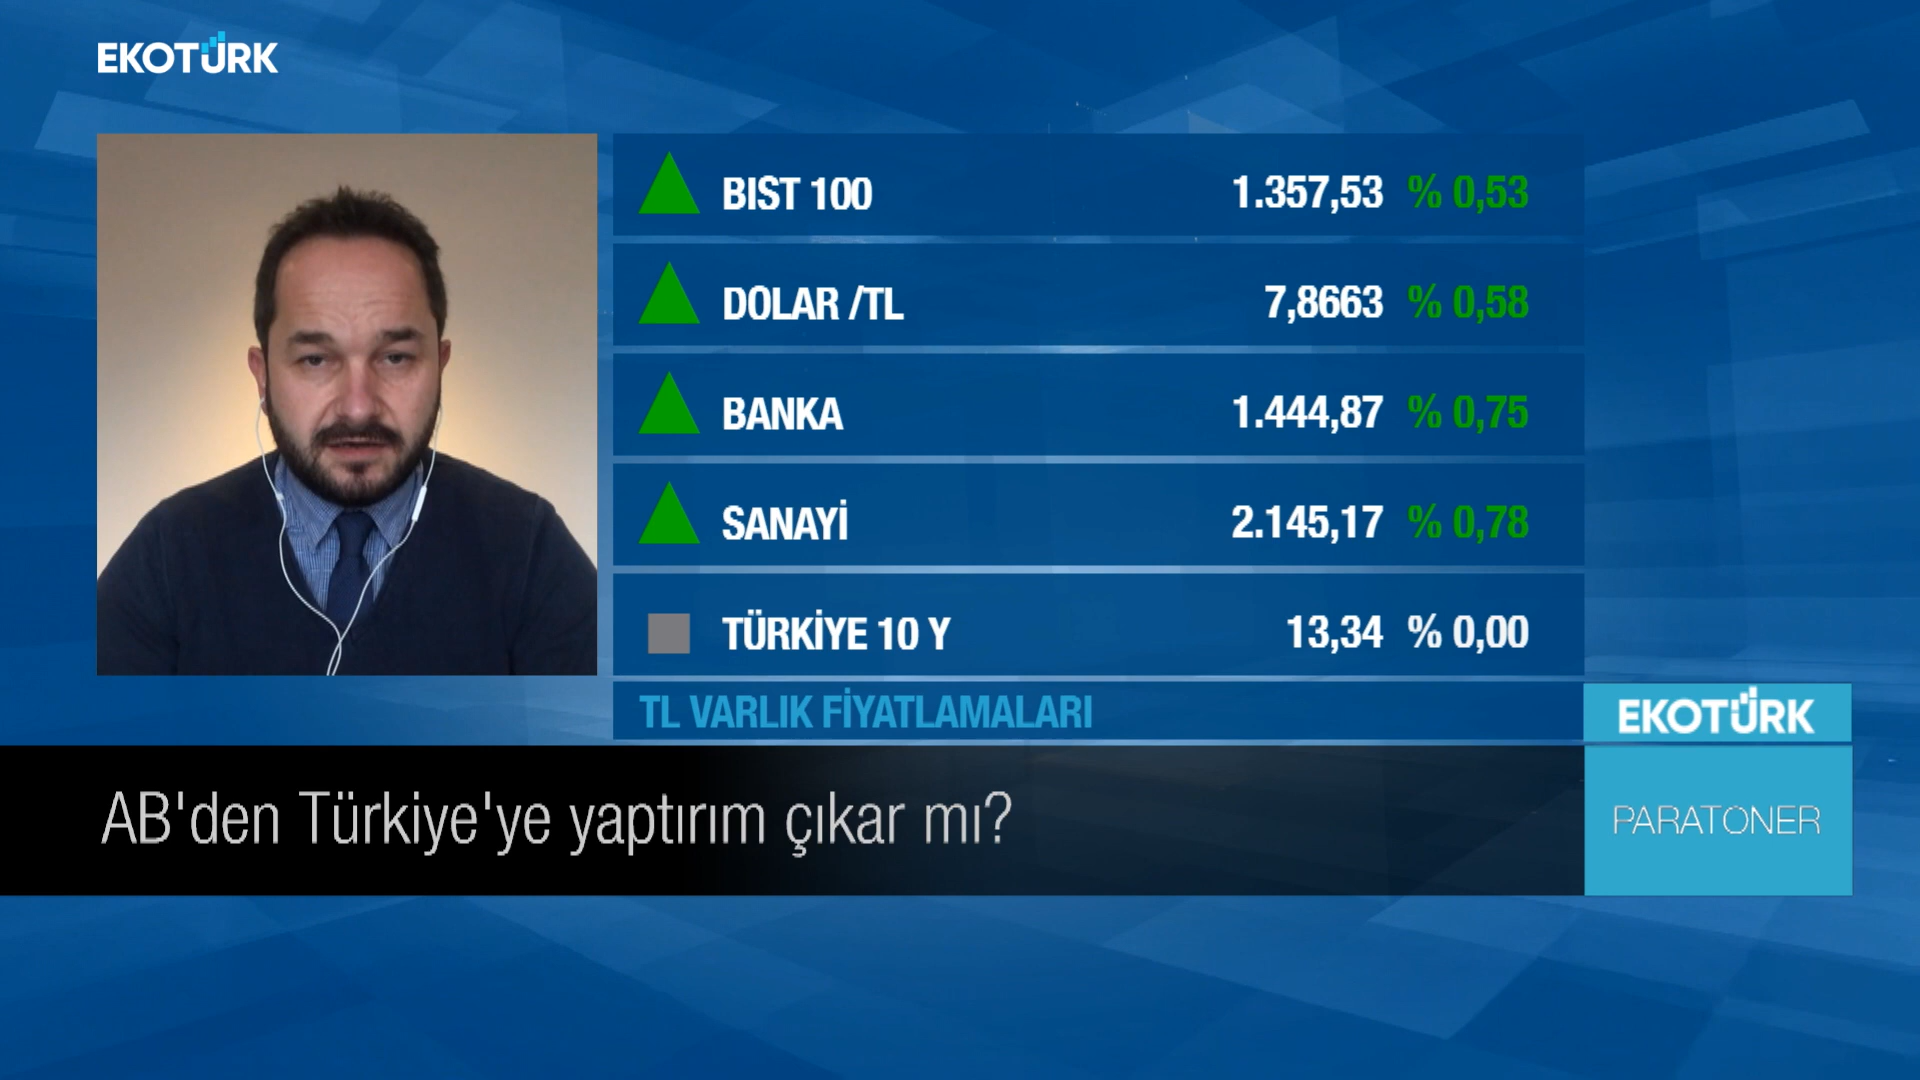 EKOTÜRK
BIST 100 1.357,53 % 0,53
DOLAR /TL 7,8663 % 0,58
BANKA 1.444,87 % 0,75
SANAYİ 2.145,17 % 0,78
TÜRKİYE 10 Y 13,34 % 0,00
TL VARLIK FİYATLAMALARI
EKOTÜRK
AB'den Türkiye'ye yaptırım çıkar mı?
PARATONER